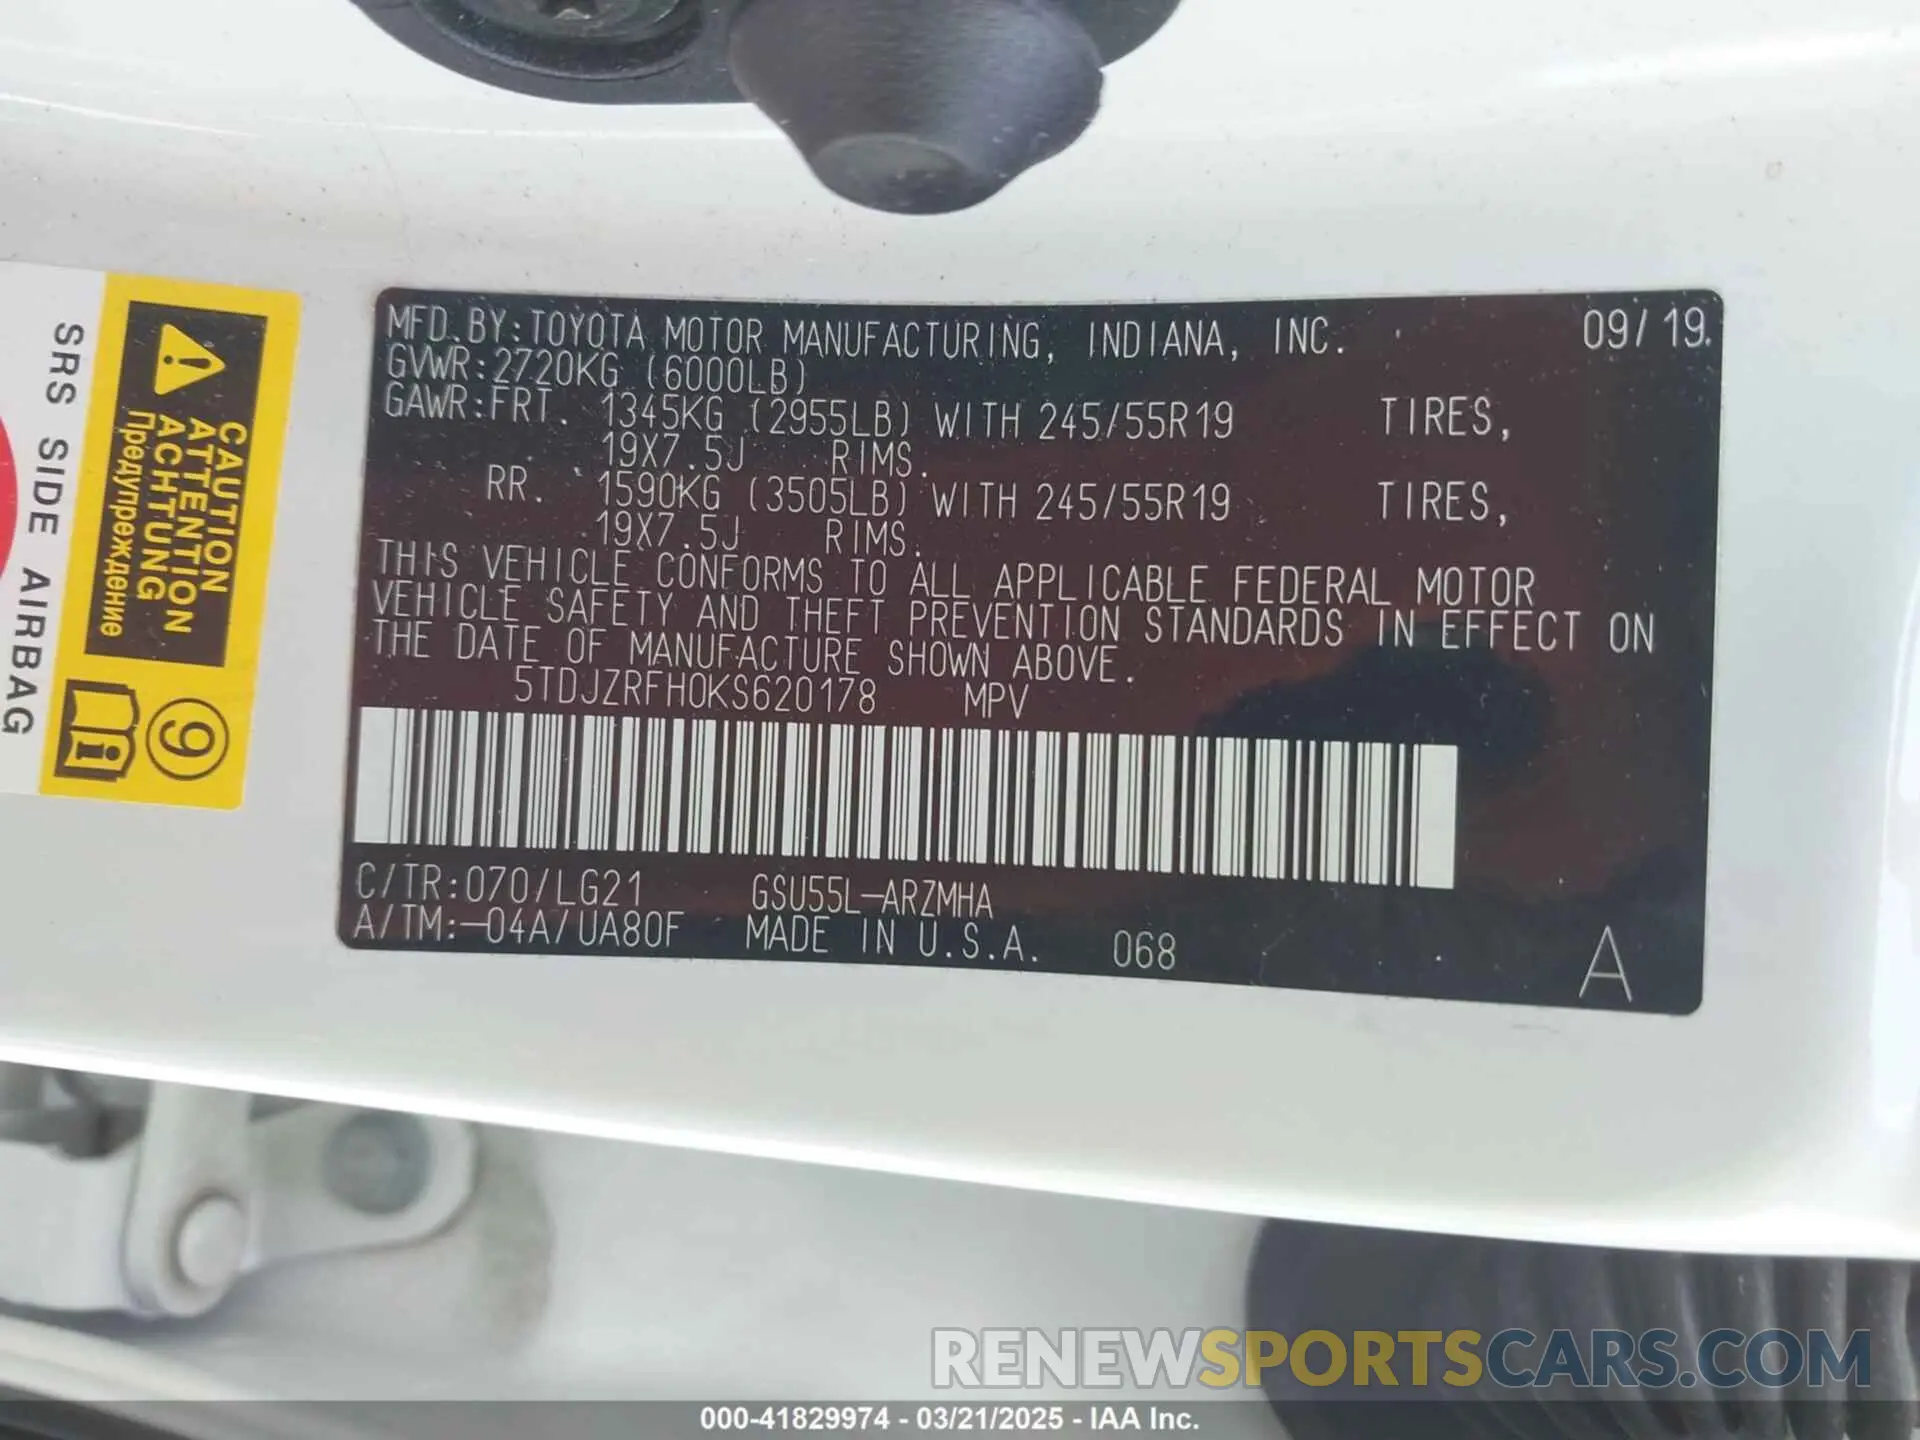 SRS SIDE AIRBAG
CAUTION
ATTENTION
ACHTUNG
Предупреждение
9
MFD.BY:TOYOTA MOTOR MANUFACTURING, INDIANA, INC. 09/19
GVWR:2720KG (6000LB)
GAWR:FRT. 1345KG (2955LB) WITH 245/55R19 TIRES,
19X7.5J RIMS.
RR. 1590KG (3505LB) WITH 245/55R19 TIRES,
19X7.5J RIMS.
THIS VEHICLE CONFORMS TO ALL APPLICABLE FEDERAL MOTOR
VEHICLE SAFETY AND THEFT PREVENTION STANDARDS IN EFFECT ON
THE DATE OF MANUFACTURE SHOWN ABOVE.
5TDJZRFH0KS620178 MPV
C/TR:070/LG21 GSU55L-ARZMHA
A/TM:-04A/UA80F MADE IN U.S.A. 068 A
RENEWSPORTSCARS.COM
000-41829974 - 03/21/2025 - IAA Inc.